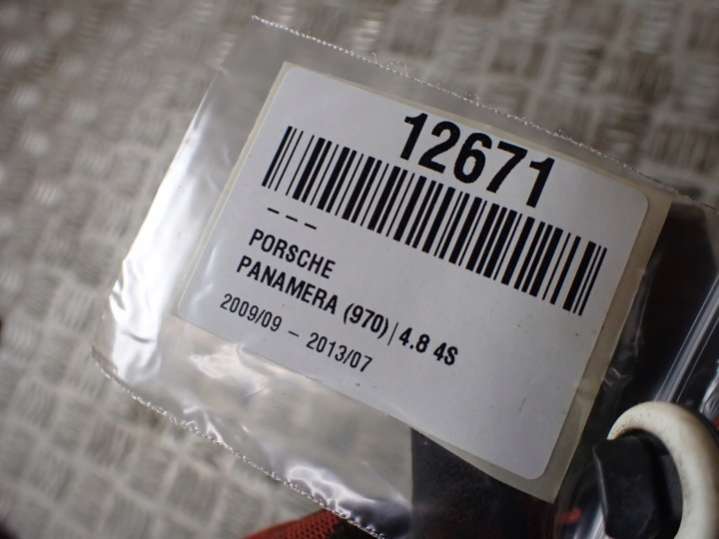 12671
---
PORSCHE
PANAMERA (970) | 4.8 4S
2009/09 - 2013/07